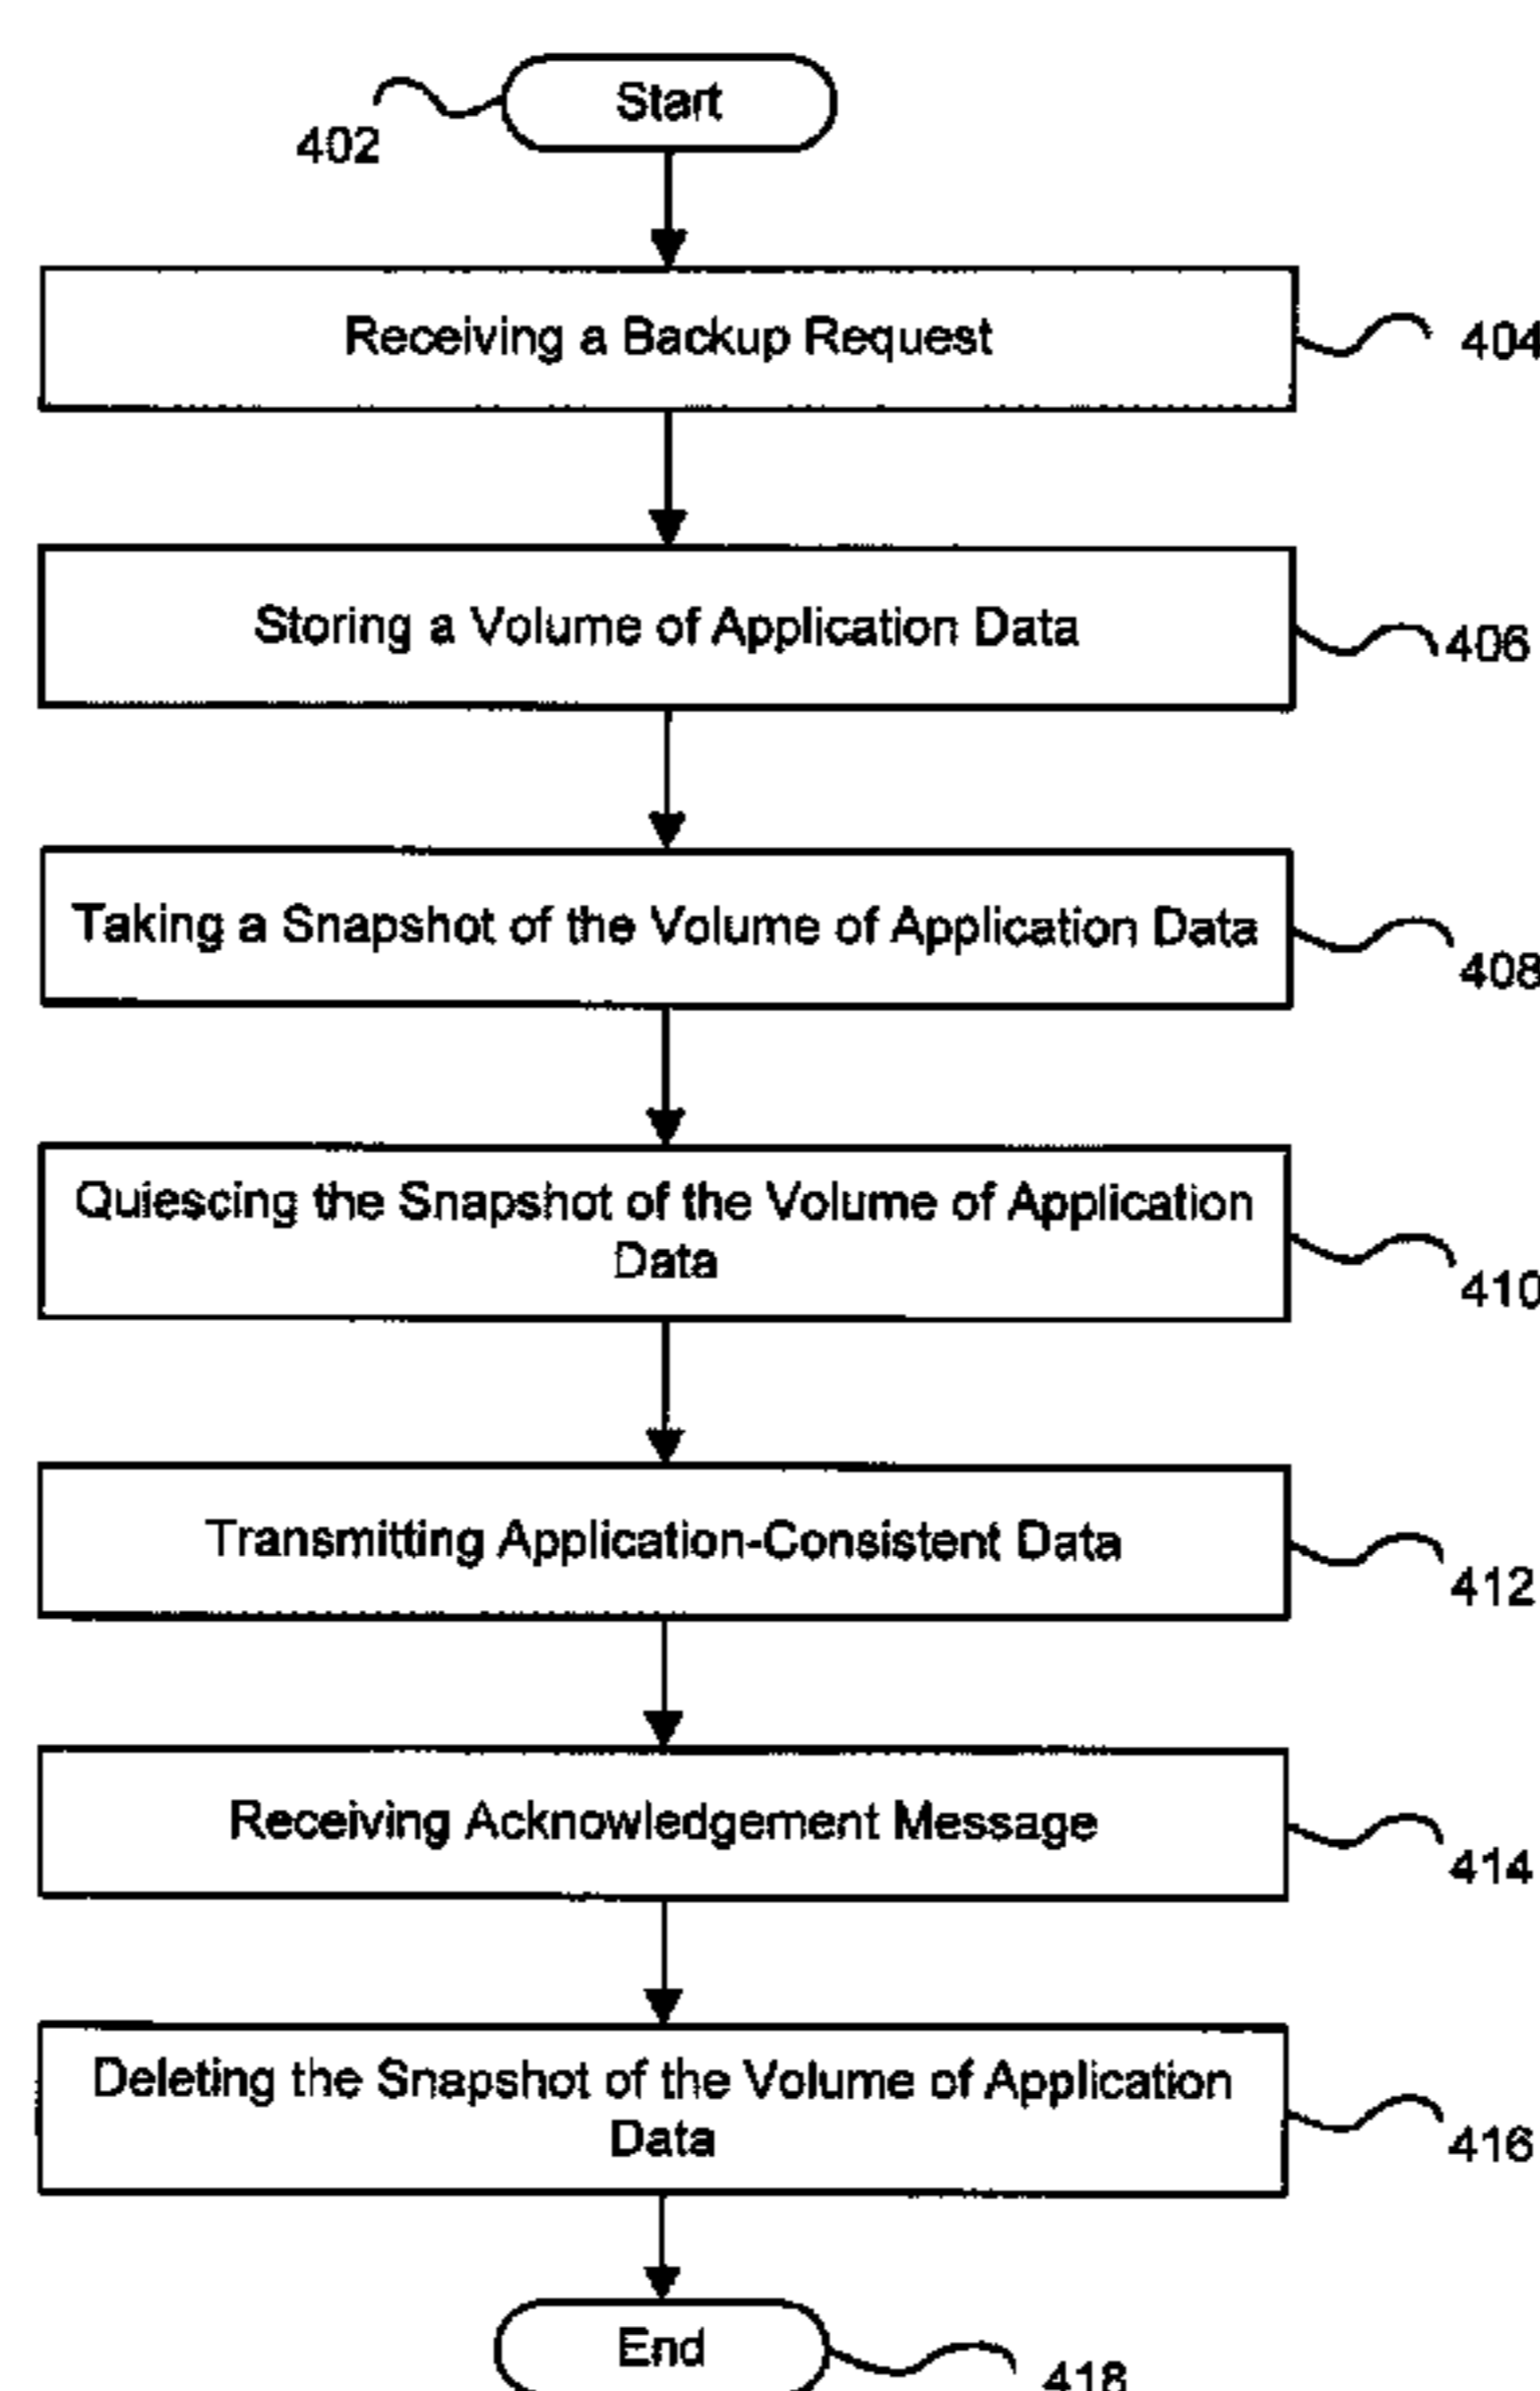 Start
402
Receiving a Backup Request
404
Storing a Volume of Application Data
406
Taking a Snapshot of the Volume of Application Data
408
Quiescing the Snapshot of the Volume of Application
Data
410
Transmitting Application-Consistent Data
412
Receiving Acknowledgement Message
414
Deleting the Snapshot of the Volume of Application
Data
416
End
418